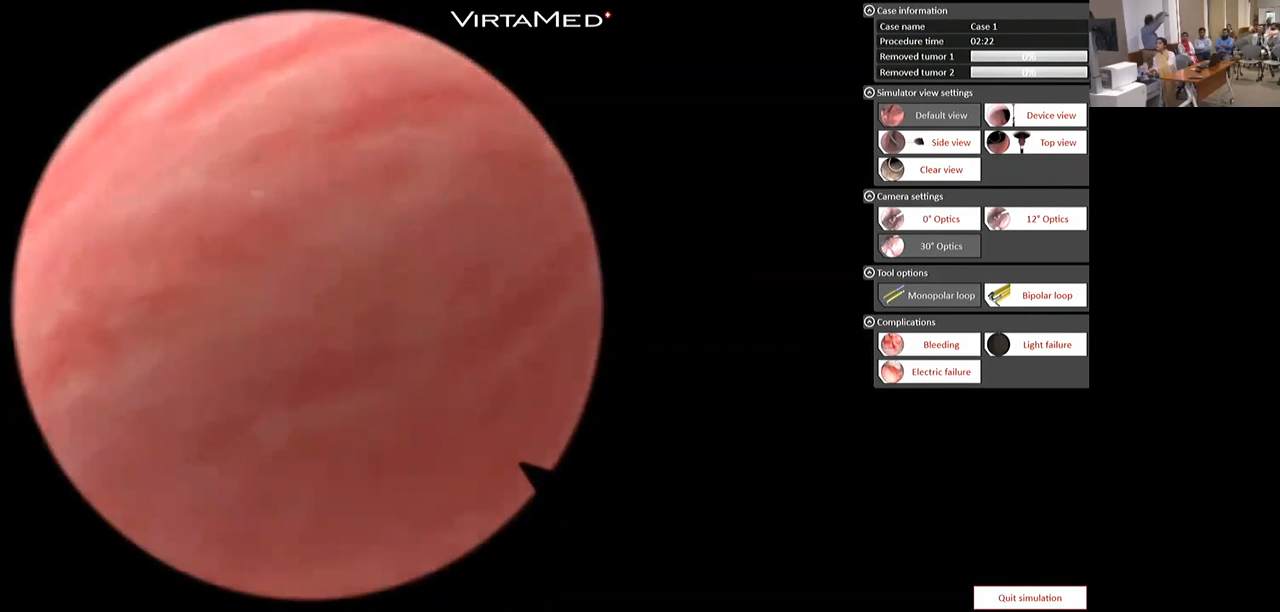 VIRTAMED
Case information
Case name Case 1
Procedure time 02:22
Removed tumor 1 0%
Removed tumor 2 0%
Simulator view settings
Default view Device view
Side view Top view
Clear view
Camera settings
0° Optics 12° Optics
30° Optics
Tool options
Monopolar loop Bipolar loop
Complications
Bleeding Light failure
Electric failure
Quit simulation